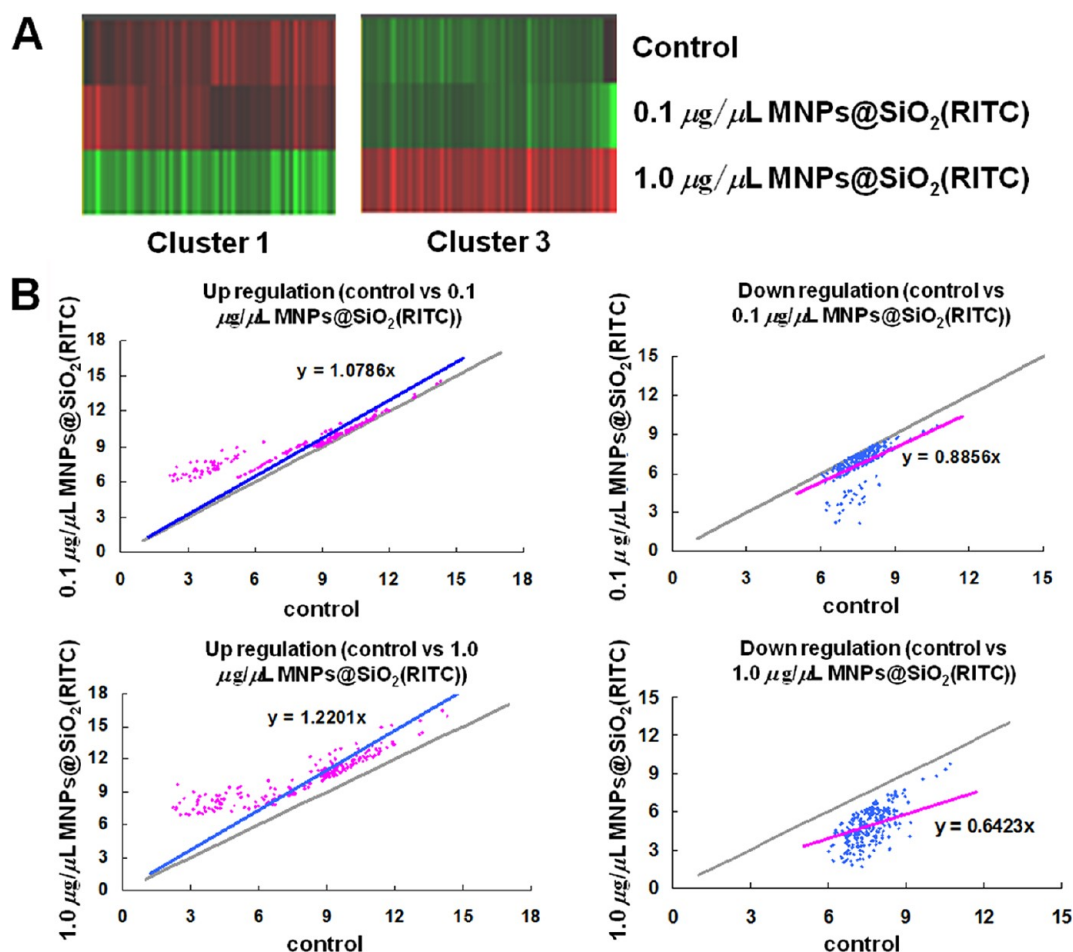 A
Control
0.1 μg/μL MNPs@SiO₂(RITC)
1.0 μg/μL MNPs@SiO₂(RITC)
Cluster 1
Cluster 3
B
Up regulation (control vs 0.1
μg/μL MNPs@SiO₂(RITC))
0.1 μg/μL MNPs@SiO₂(RITC)
18
15
12
9
6
3
0
y = 1.0786x
0 3 6 9 12 15 18
control
Down regulation (control vs
0.1 μg/μL MNPs@SiO₂(RITC))
0.1 μg/μL MNPs@SiO₂(RITC)
15
12
9
6
3
0
y = 0.8856x
0 3 6 9 12 15
control
Up regulation (control vs 1.0
μg/μL MNPs@SiO₂(RITC))
1.0 μg/μL MNPs@SiO₂(RITC)
18
15
12
9
6
3
0
y = 1.2201x
0 3 6 9 12 15 18
control
Down regulation (control vs
1.0 μg/μL MNPs@SiO₂(RITC))
1.0 μg/μL MNPs@SiO₂(RITC)
15
12
9
6
3
0
y = 0.6423x
0 3 6 9 12 15
control